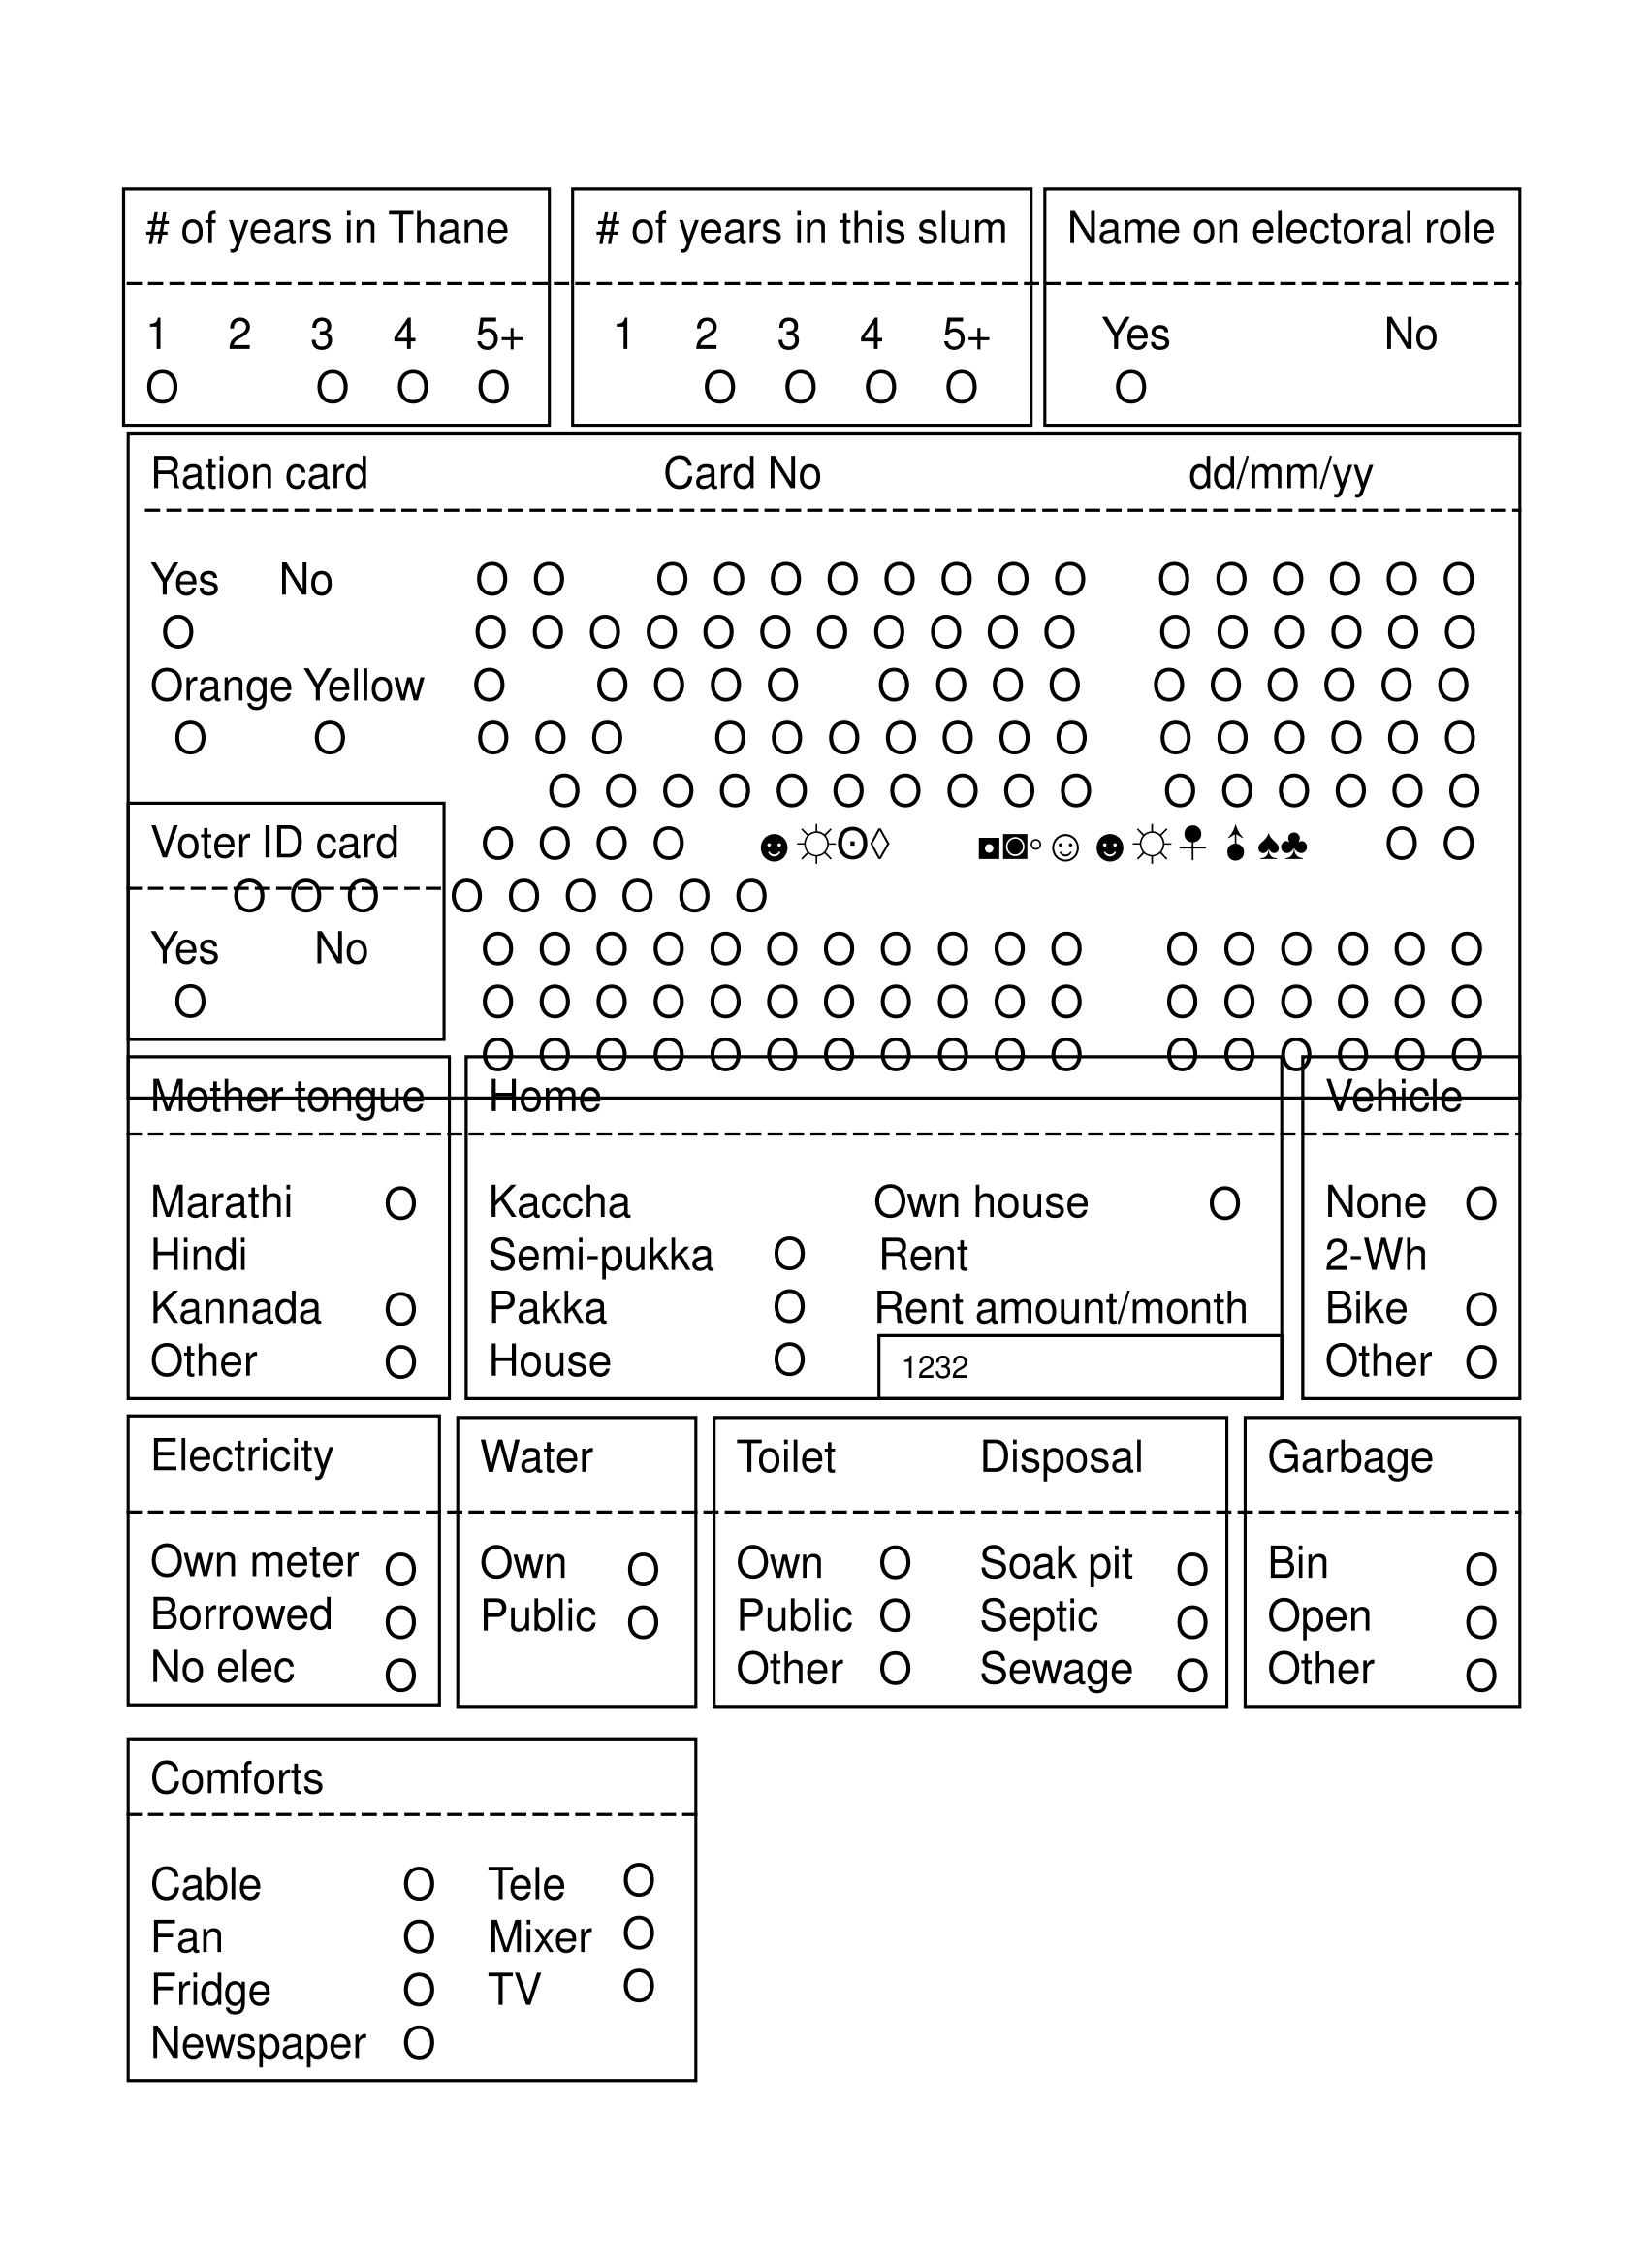 # of years in Thane # of years in this slum Name on electoral role
1 2 3 4 5+ 1 2 3 4 5+ Yes No
O O O O O O O O O
Ration card Card No dd/mm/yy
Yes No O O O O O O O O O O O O O O O O
O O O O O O O O O O O O O O O O O O
Orange Yellow O O O O O O O O O O O O O O O
O O O O O O O O O O O O O O O O O O
O O O O O O O O O O O O O O O O
Voter ID card O O O O ☻☼ʘ◊ ◘◙◦☺☻☼ ♠♣ O O
O O O O O O O O O
Yes No O O O O O O O O O O O O O O O O O
O O O O O O O O O O O O O O O O O O
O O O O O O O O O O O O O O O O O
Mother tongue Home Vehicle
Marathi O Kaccha Own house O None O
Hindi Semi-pukka O Rent 2-Wh
Kannada O Pakka O Rent amount/month Bike O
Other O House O 1232 Other O
Electricity Water Toilet Disposal Garbage
Own meter O Own O Own O Soak pit O Bin O
Borrowed O Public O Public O Septic O Open O
No elec O Other O Sewage O Other O
Comforts
Cable O Tele O
Fan O Mixer O
Fridge O TV O
Newspaper O